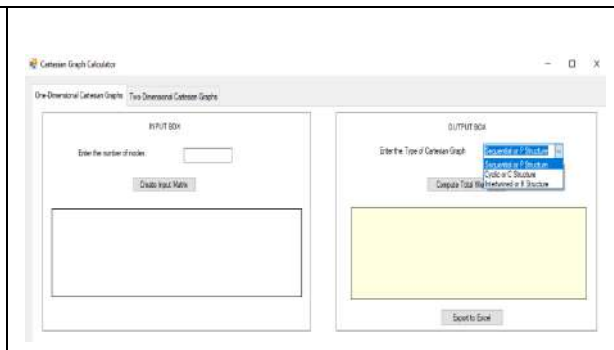 Cartesian Graph Calculator
One-Dimensional Cartesian Graphs Two Dimensional Cartesian Graphs
INPUT BOX
Enter the number of nodes
Create Input Matrix
OUTPUT BOX
Enter the Type of Cartesian Graph Sequential or P Structure
Sequential or P Structure
Cyclic or C Structure
Intertwined or K Structure
Compute Total
Export to Excel